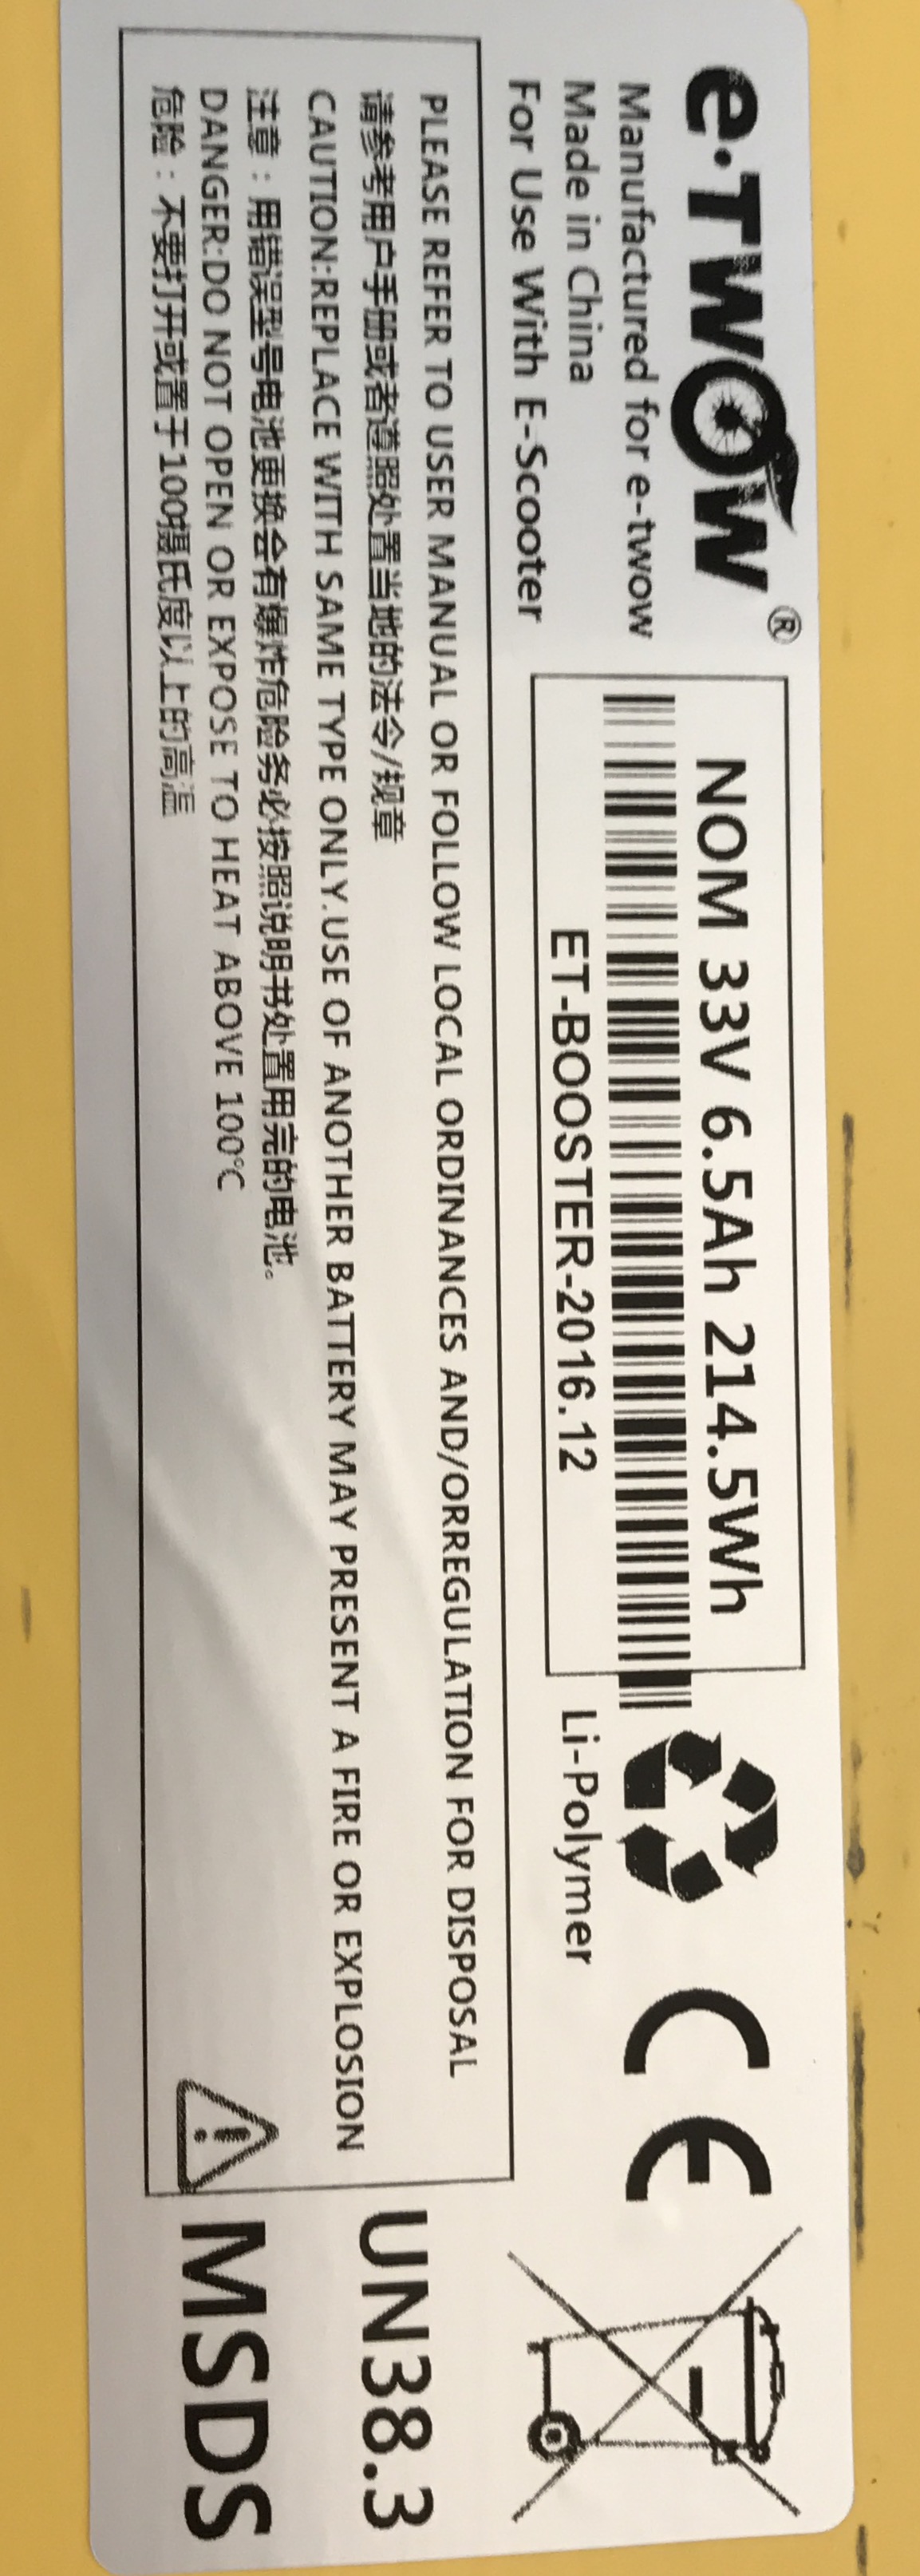 e·TWOW®
Manufactured for e-twow
Made in China
For Use With E-Scooter
NOM 33V 6.5Ah 214.5Wh
ET-BOOSTER-2016.12
Li-Polymer
CE
PLEASE REFER TO USER MANUAL OR FOLLOW LOCAL ORDINANCES AND/ORREGULATION FOR DISPOSAL
请参考用户手册或者遵照处置当地的法令/规章
CAUTION:REPLACE WITH SAME TYPE ONLY.USE OF ANOTHER BATTERY MAY PRESENT A FIRE OR EXPLOSION
注意：用错误型号电池更换会有爆炸危险务必按照说明书处置用完的电池。
DANGER:DO NOT OPEN OR EXPOSE TO HEAT ABOVE 100℃
危险：不要打开或置于100摄氏度以上的高温
UN38.3
MSDS